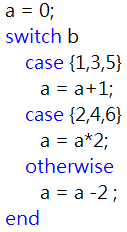 a = 0;
switch b
case {1,3,5}
a = a+1;
case {2,4,6}
a = a*2;
otherwise
a = a -2 ;
end